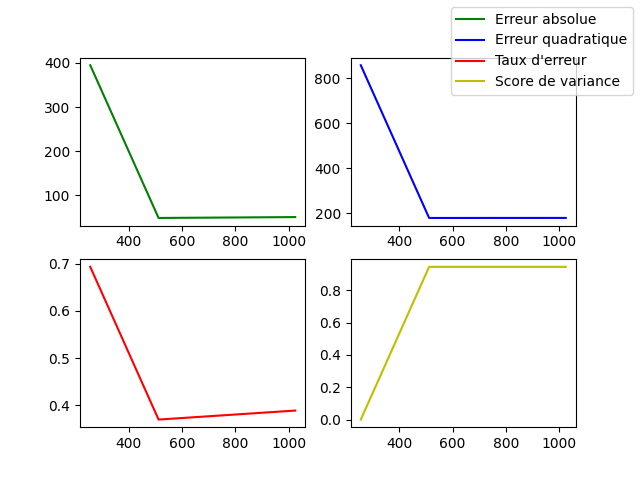 Erreur absolue
Erreur quadratique
Taux d'erreur
Score de variance
400
300
200
100
400 600 800 1000
800
600
400
200
400 600 800 1000
0.7
0.6
0.5
0.4
400 600 800 1000
0.8
0.6
0.4
0.2
0.0
400 600 800 1000